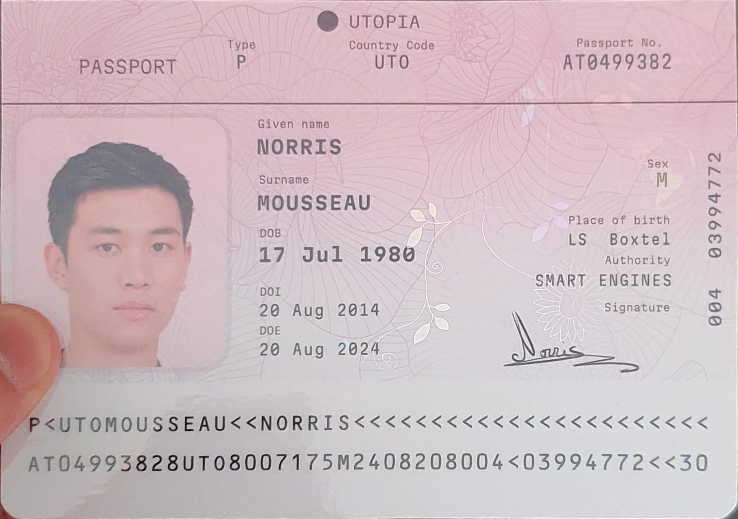 UTOPIA
PASSPORT
Type
P
Country Code
UTO
Passport No.
AT0499382
Given name
NORRIS
Surname
MOUSSEAU
DOB
17 Jul 1980
DOI
20 Aug 2014
DOE
20 Aug 2024
Sex
M
Place of birth
LS Boxtel
Authority
SMART ENGINES
Signature
Norris
004 03994772
P<UTOMOUSSEAU<<NORRIS<<<<<<<<<<<<<<<<<<<<<<<
AT04993828UTO8007175M2408208004<03994772<<30